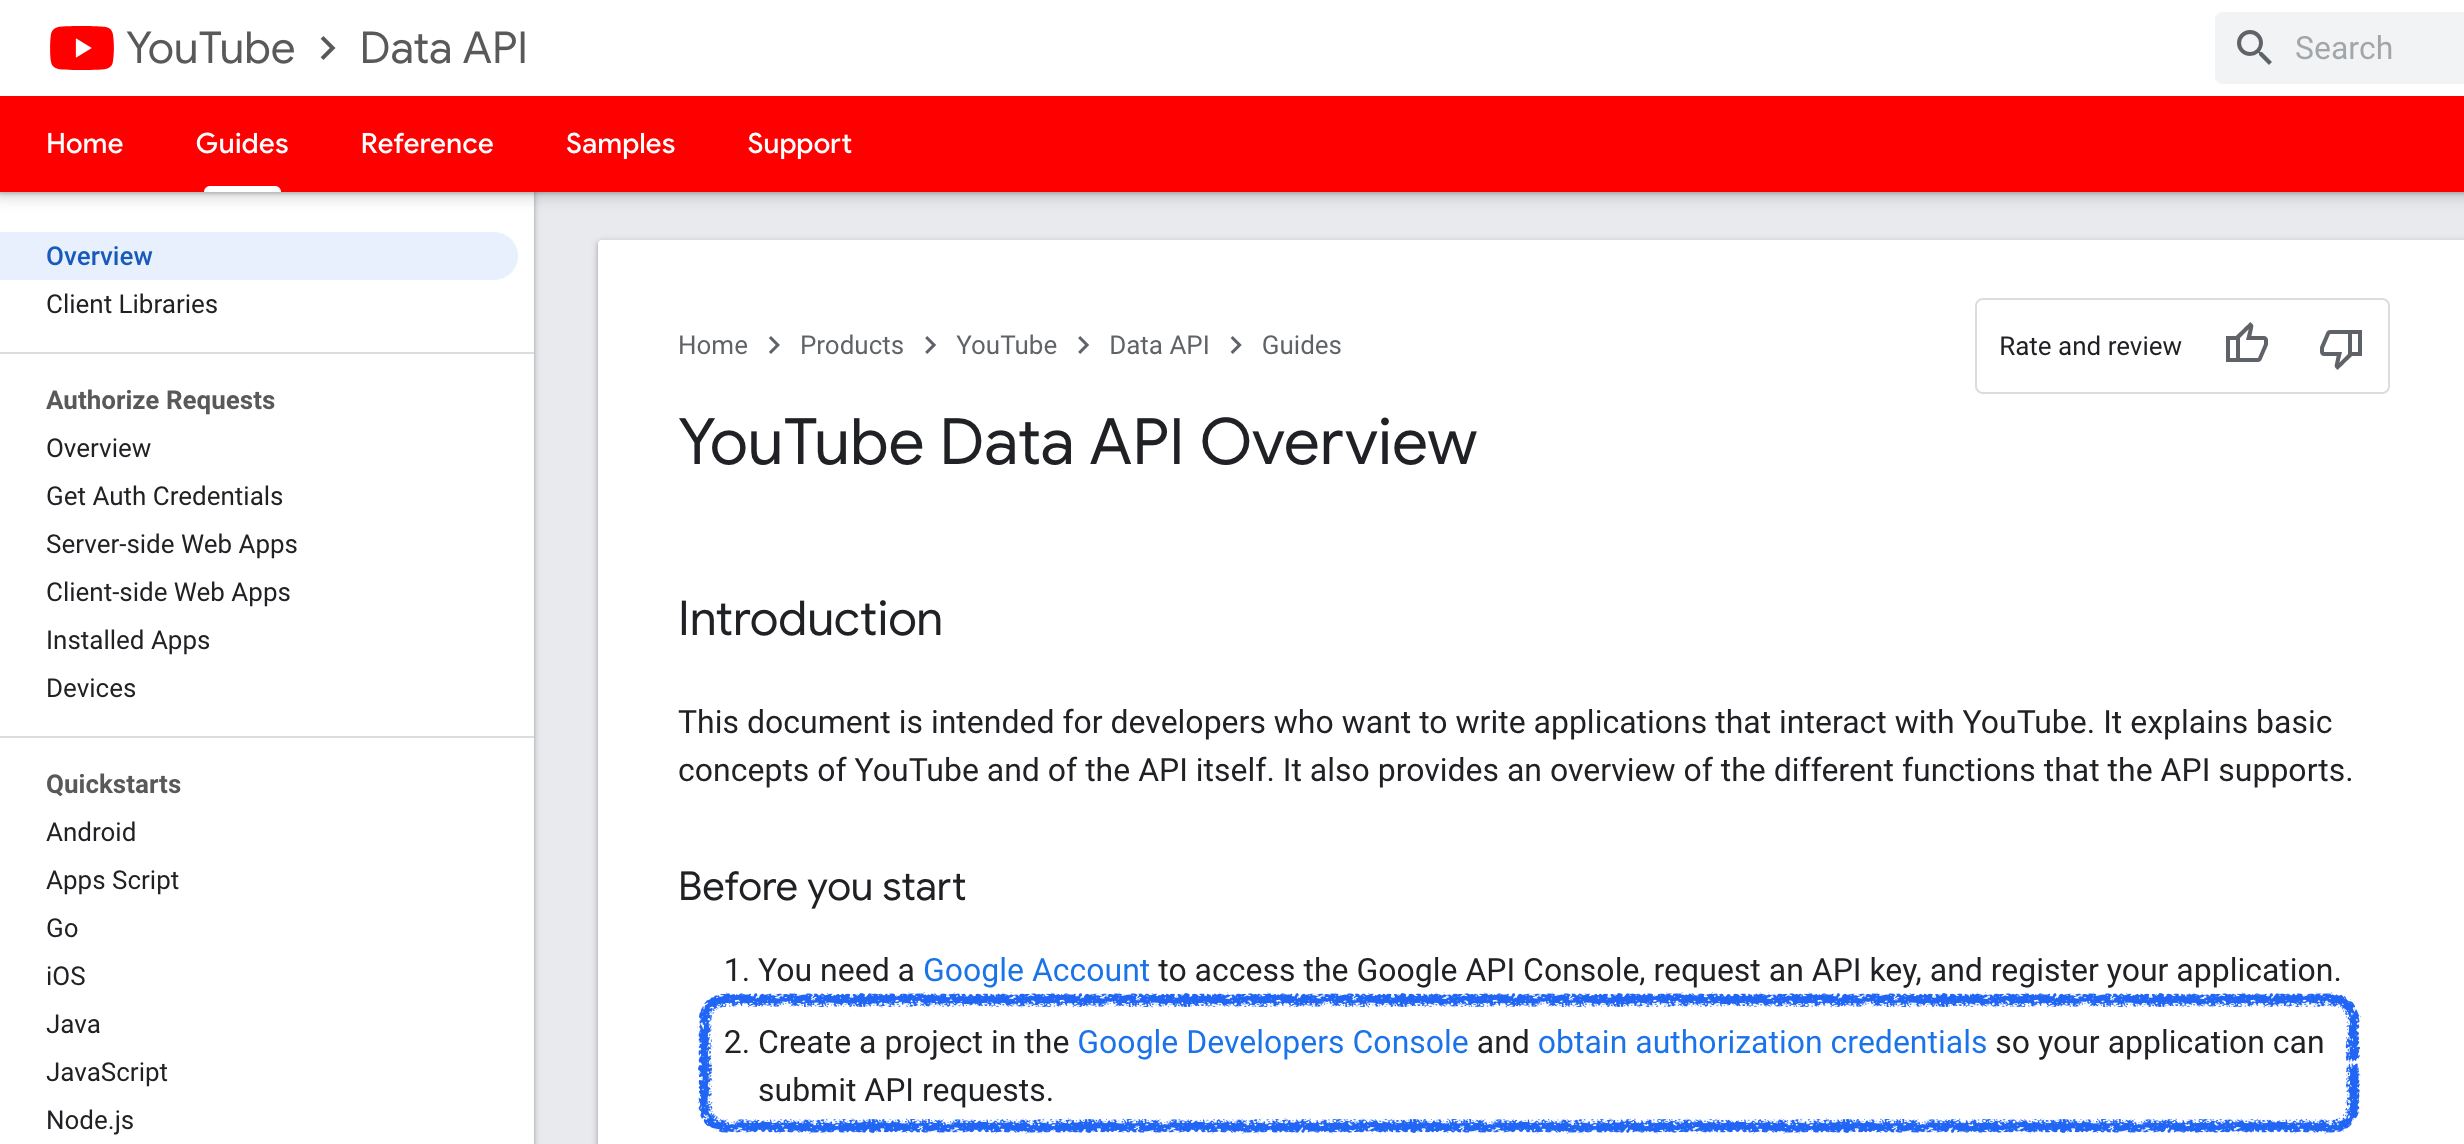 YouTube > Data API
Search
Home Guides Reference Samples Support
Overview
Client Libraries
Authorize Requests
Overview
Get Auth Credentials
Server-side Web Apps
Client-side Web Apps
Installed Apps
Devices
Quickstarts
Android
Apps Script
Go
iOS
Java
JavaScript
Node.js
Home > Products > YouTube > Data API > Guides
Rate and review
YouTube Data API Overview
Introduction
This document is intended for developers who want to write applications that interact with YouTube. It explains basic
concepts of YouTube and of the API itself. It also provides an overview of the different functions that the API supports.
Before you start
1. You need a Google Account to access the Google API Console, request an API key, and register your application.
2. Create a project in the Google Developers Console and obtain authorization credentials so your application can
submit API requests.